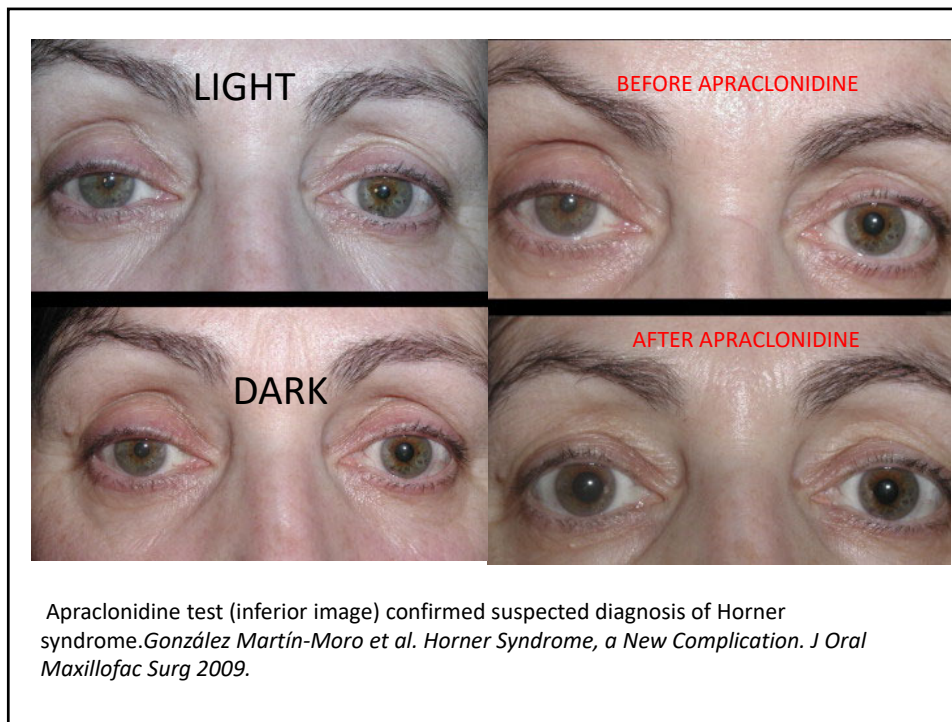 LIGHT
BEFORE APRACLONIDINE
DARK
AFTER APRACLONIDINE
Apraclonidine test (inferior image) confirmed suspected diagnosis of Horner
syndrome.González Martín-Moro et al. Horner Syndrome, a New Complication. J Oral
Maxillofac Surg 2009.